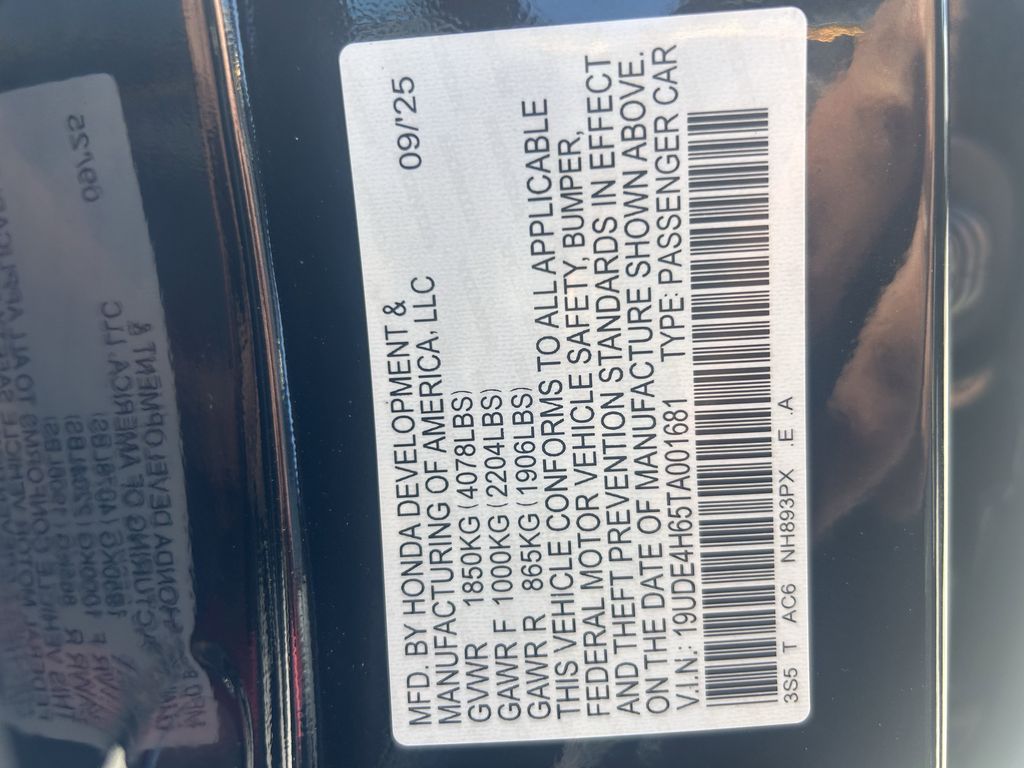 MFD. BY HONDA DEVELOPMENT &
MANUFACTURING OF AMERICA, LLC 09/'25
GVWR 1850KG (4078LBS)
GAWR F 1000KG (2204LBS)
GAWR R 865KG (1906LBS)
THIS VEHICLE CONFORMS TO ALL APPLICABLE
FEDERAL MOTOR VEHICLE SAFETY, BUMPER,
AND THEFT PREVENTION STANDARDS IN EFFECT
ON THE DATE OF MANUFACTURE SHOWN ABOVE.
V.I.N.: 19UDE4H65TA001681 TYPE: PASSENGER CAR
3S5 T AC6 NH893PX .E .A